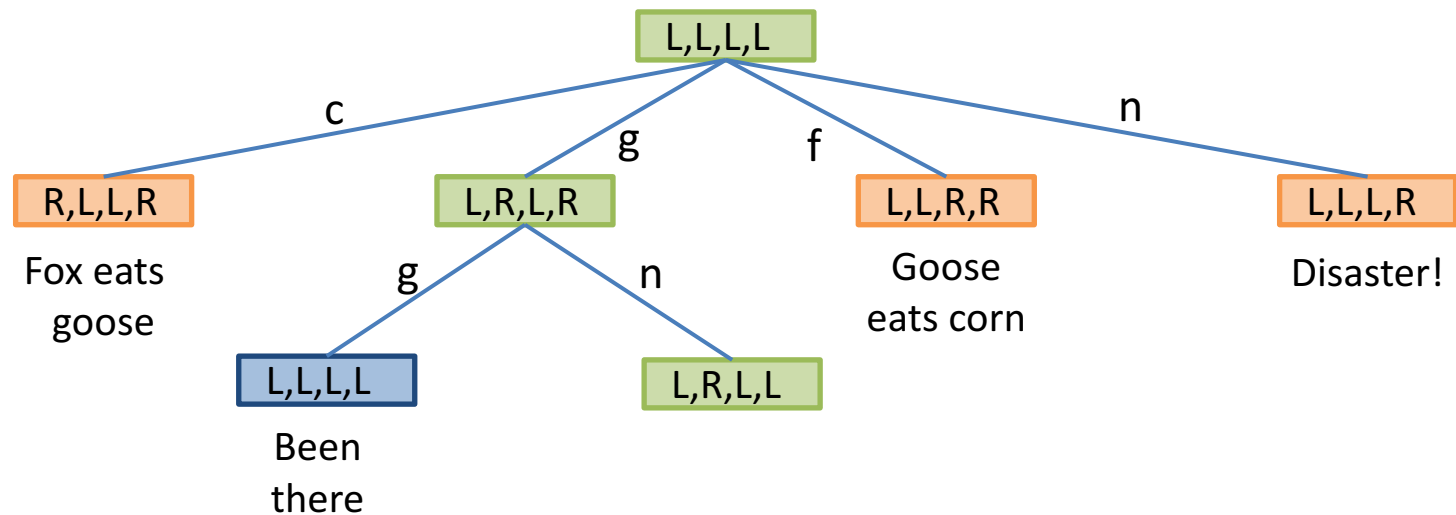 L,L,L,L
c
g
f
n
R,L,L,R
L,R,L,R
L,L,R,R
L,L,L,R
Fox eats
goose
g
n
Goose
eats corn
Disaster!
L,L,L,L
L,R,L,L
Been
there